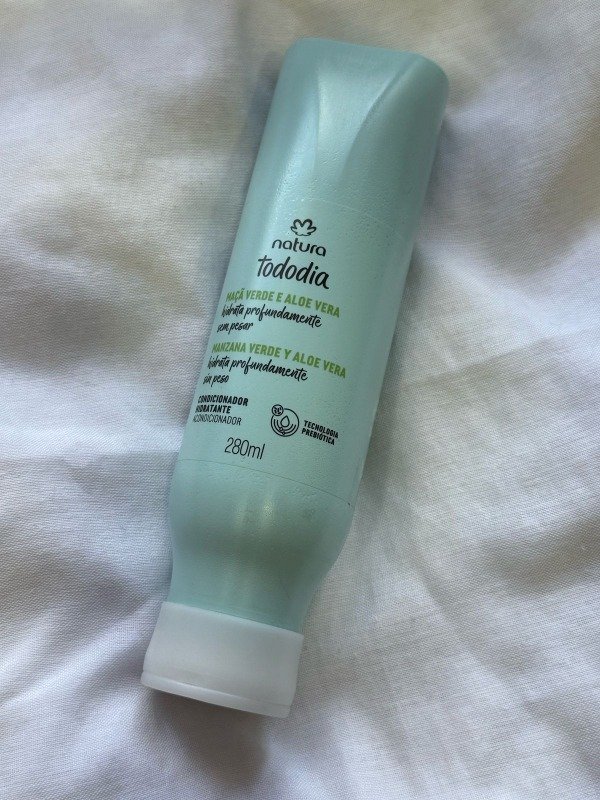 natura
tododia
MAÇÃ VERDE E ALOE VERA
hidrata profundamente
sem pesar
MANZANA VERDE Y ALOE VERA
hidrata profundamente
sin peso
CONDICIONADOR
HIDRATANTE
ACONDICIONADOR
TECNOLOGIA
PREBIÓTICA
280ml